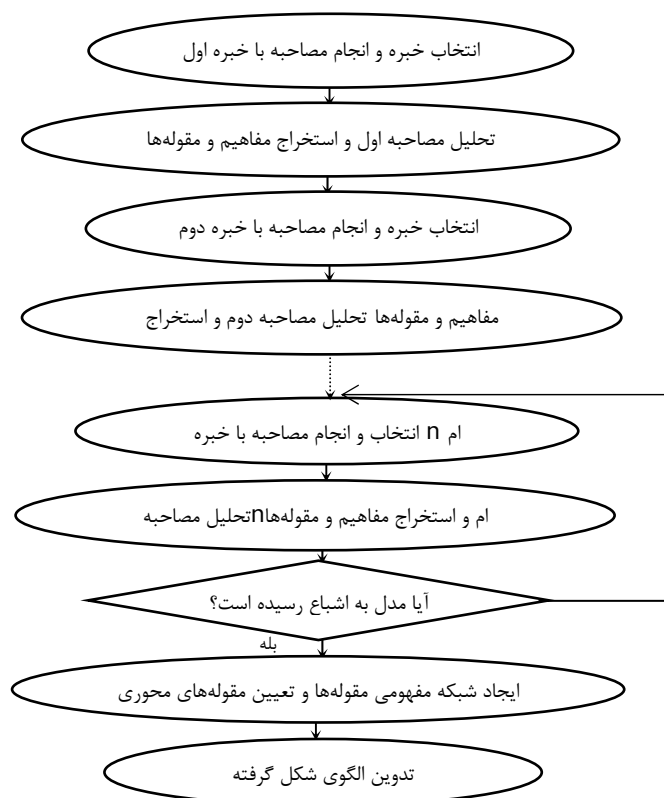 انتخاب خبره و انجام مصاحبه با خبره اول
تحلیل مصاحبه اول و استخراج مفاهیم و مقوله‌ها
انتخاب خبره و انجام مصاحبه با خبره دوم
مفاهیم و مقوله‌ها تحلیل مصاحبه دوم و استخراج
ام n انتخاب و انجام مصاحبه با خبره
ام و استخراج مفاهیم و مقوله‌هاnتحلیل مصاحبه
آیا مدل به اشباع رسیده است؟
بله
ایجاد شبکه مفهومی مقوله‌ها و تعیین مقوله‌های محوری
تدوین الگوی شکل گرفته